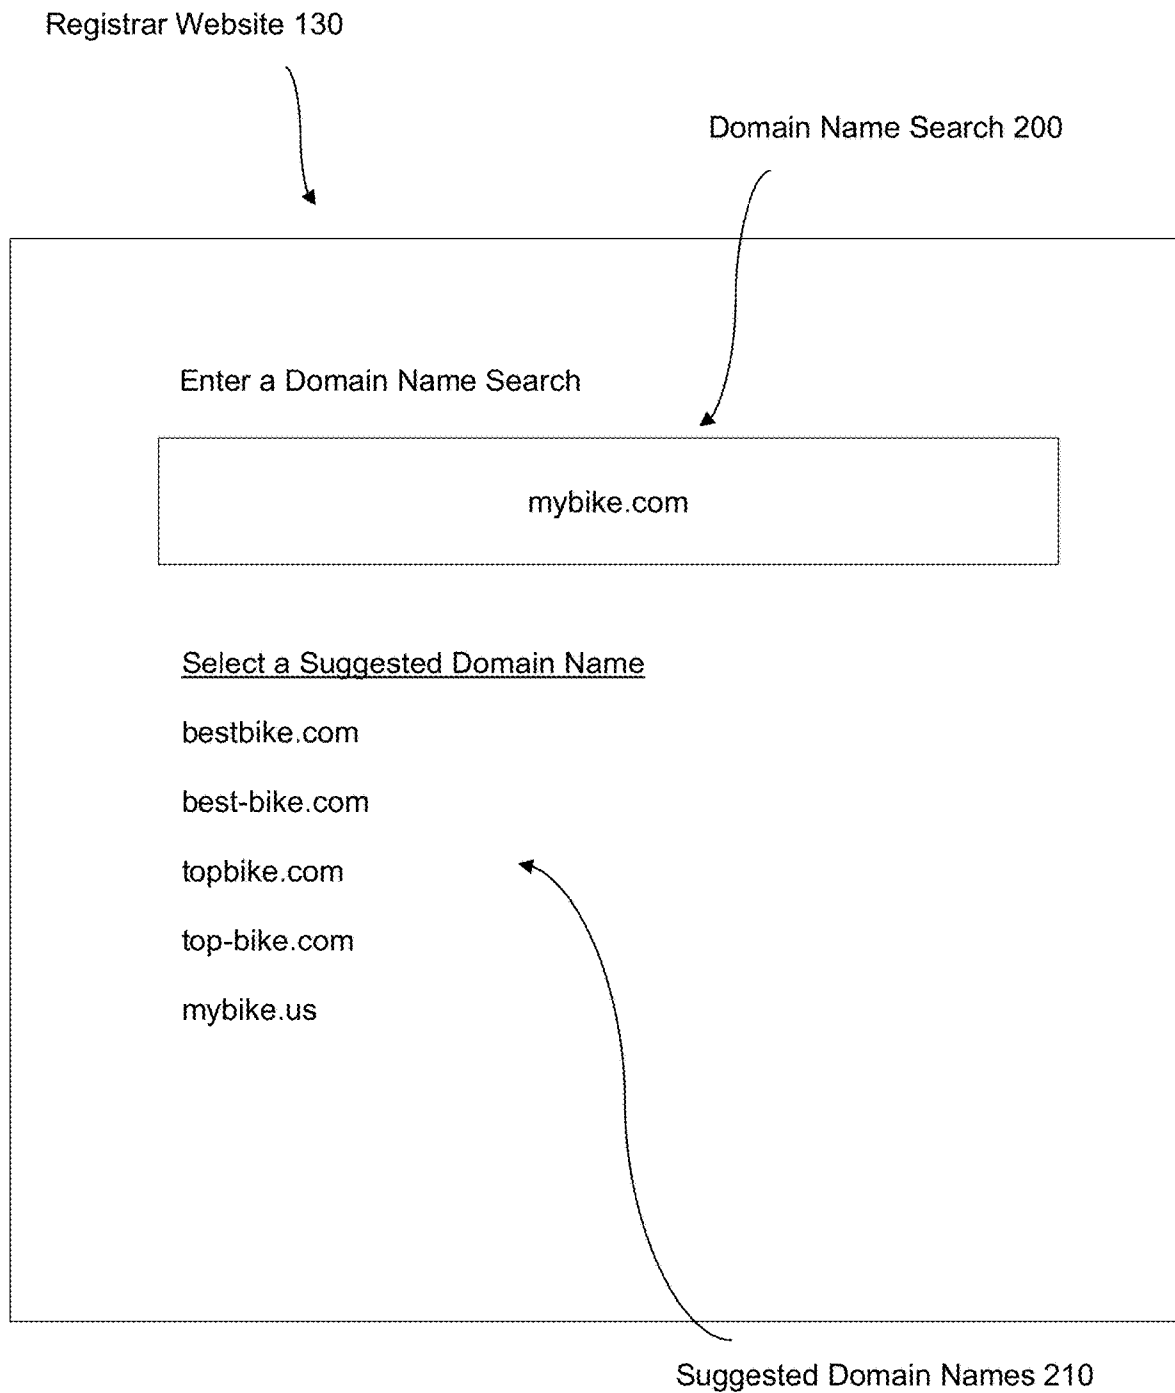 Registrar Website 130
Domain Name Search 200
Enter a Domain Name Search
mybike.com
Select a Suggested Domain Name
bestbike.com
best-bike.com
topbike.com
top-bike.com
mybike.us
Suggested Domain Names 210